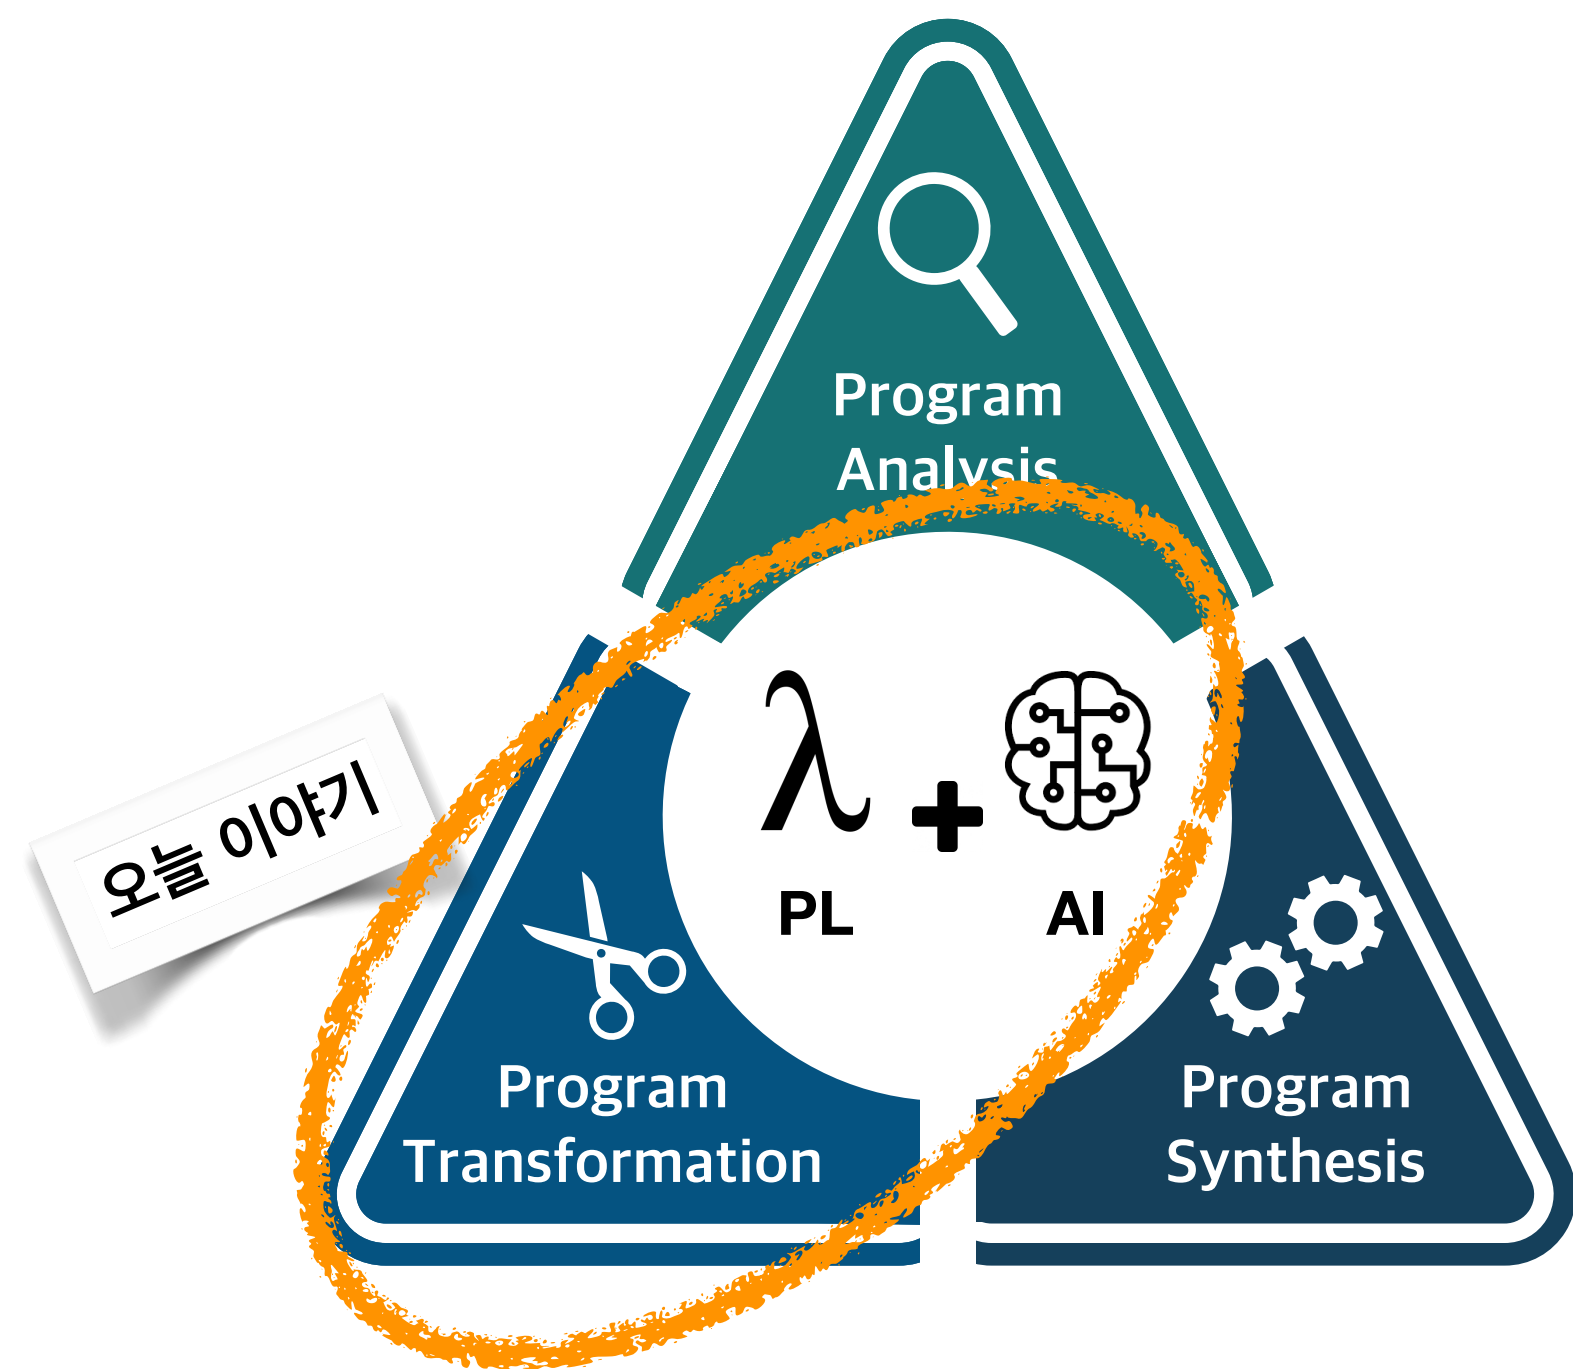 Program
Analysis
오늘 이야기
λ
PL
AI
Program
Transformation
Program
Synthesis